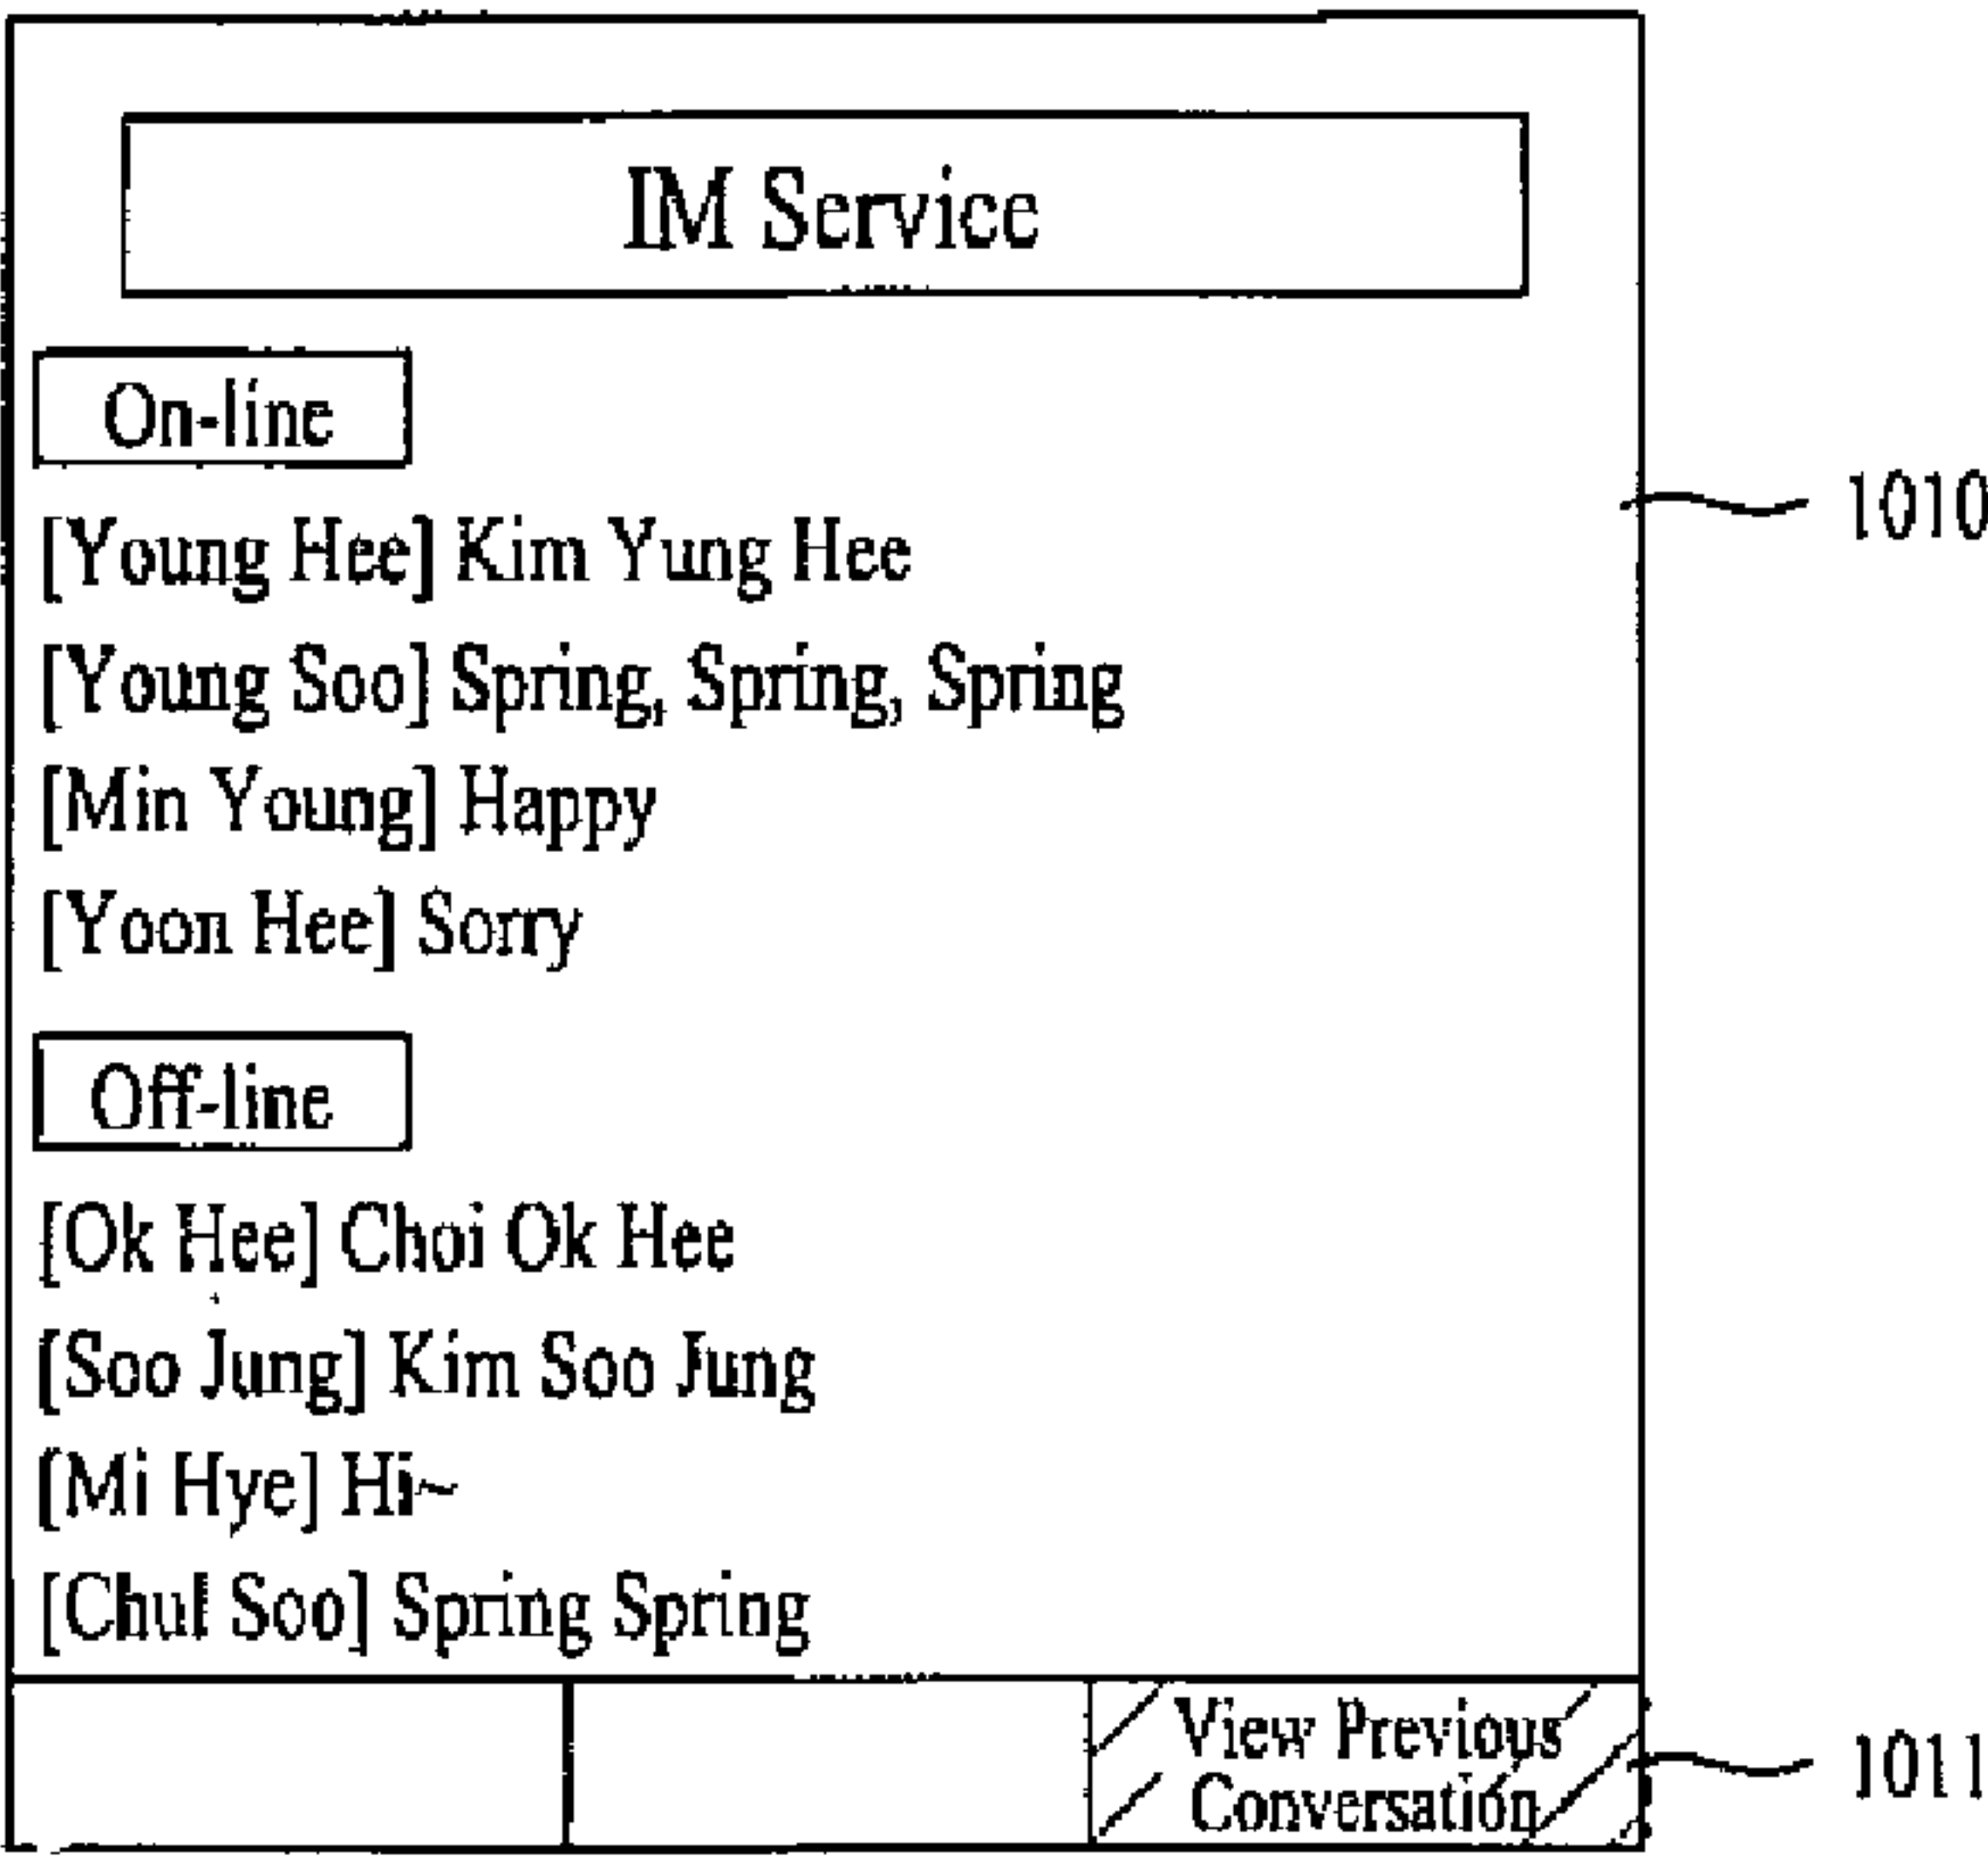 IM Service
On-line
[Young Hee] Kim Yung Hee
1010
[Young Soo] Spring, Spring, Spring
[Min Young] Happy
[Yoon Hee] Sorry
Off-line
[Ok Hee] Choi Ok Hee
[Soo Jung] Kim Soo Jung
[Mi Hye] Hi~
[Chul Soo] Spring Spring
View Previous
Conversation
1011